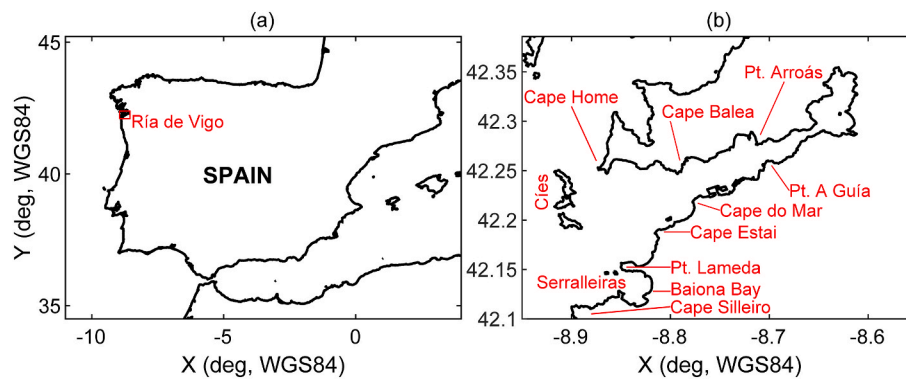 (a)
45
40
35
Y (deg, WGS84)
Ría de Vigo
SPAIN
-10
-5
0
X (deg, WGS84)
(b)
42.35
42.3
42.25
42.2
42.15
42.1
Pt. Arroás
Cape Home
Cape Balea
Cíes
Pt. A Guía
Cape do Mar
Cape Estai
Pt. Lameda
Serralleiras
Baiona Bay
Cape Silleiro
-8.9
-8.8
-8.7
-8.6
X (deg, WGS84)